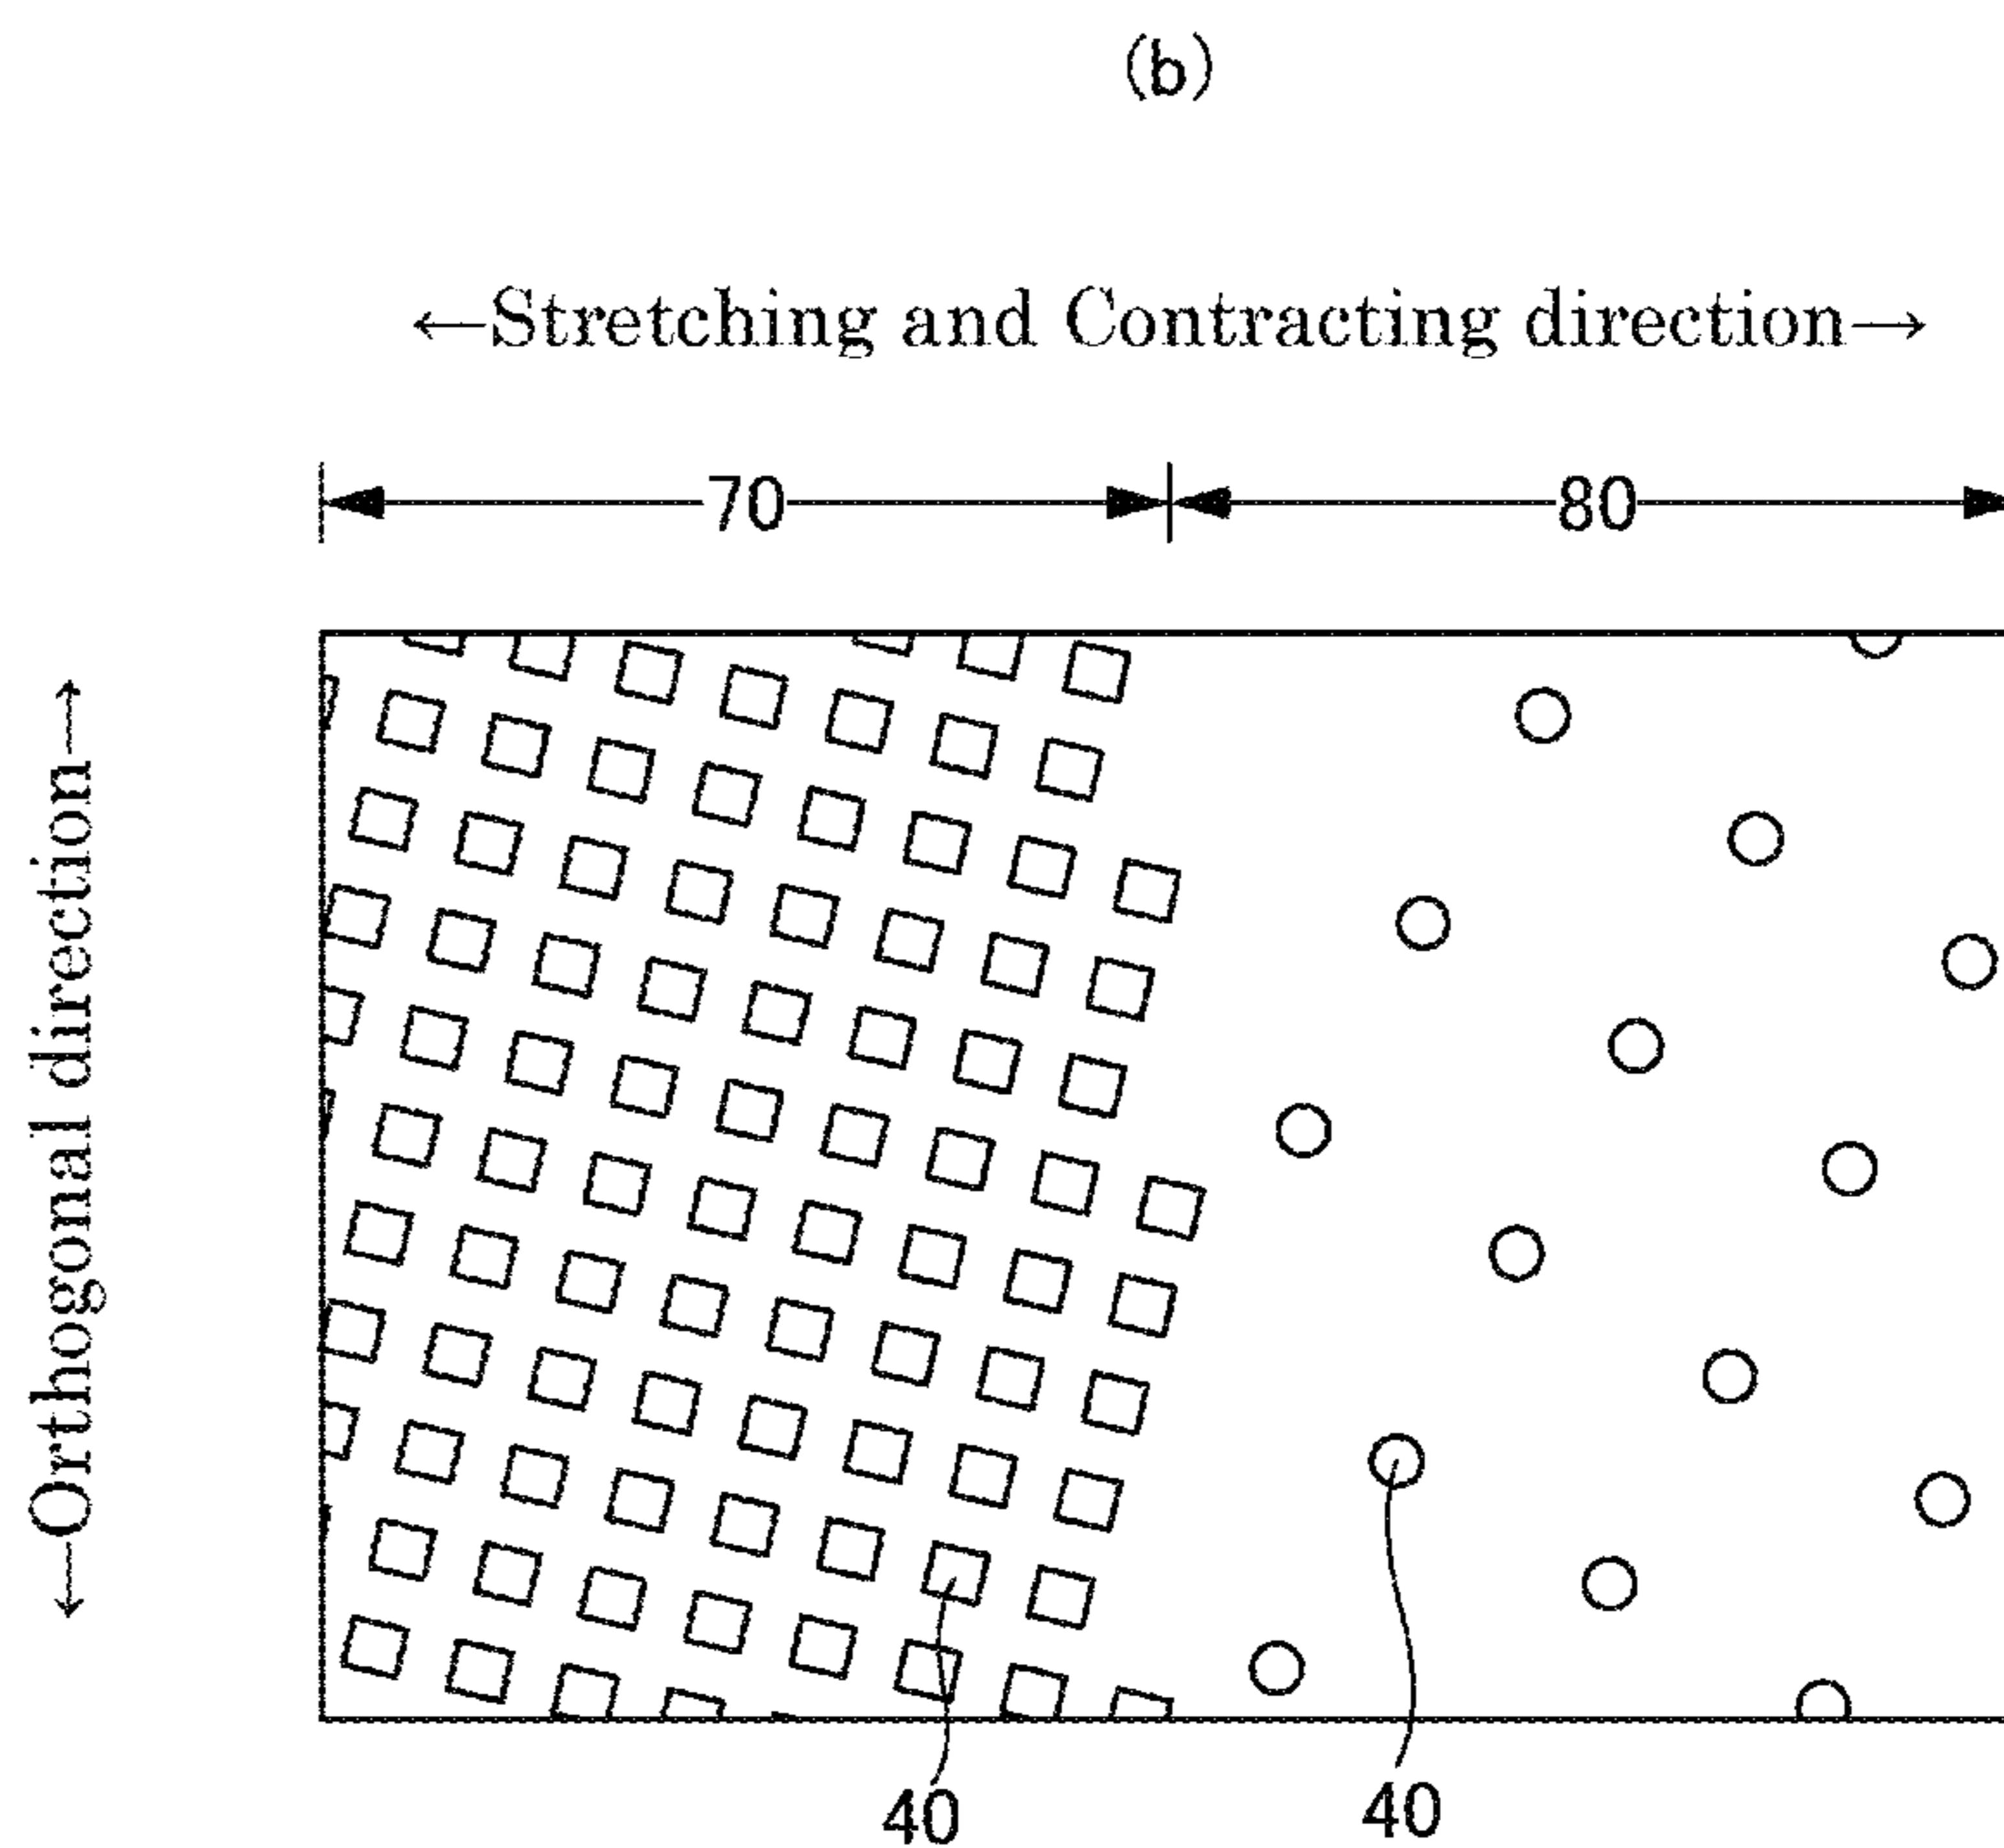 (b)
←Stretching and Contracting direction→
70 80
←Orthogonal direction→
40 40